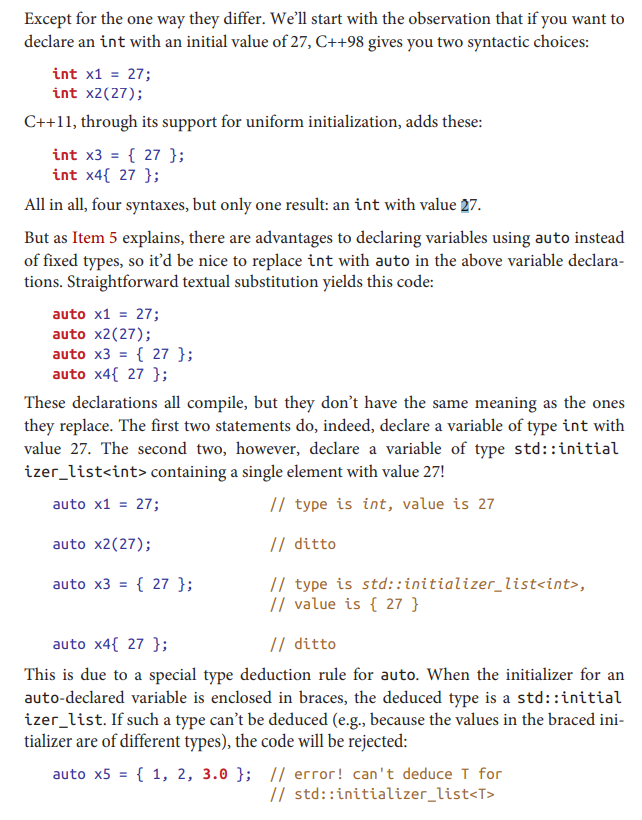 Except for the one way they differ. We’ll start with the observation that if you want to
declare an int with an initial value of 27, C++98 gives you two syntactic choices:
int x1 = 27;
int x2(27);
C++11, through its support for uniform initialization, adds these:
int x3 = { 27 };
int x4{ 27 };
All in all, four syntaxes, but only one result: an int with value 27.
But as Item 5 explains, there are advantages to declaring variables using auto instead
of fixed types, so it’d be nice to replace int with auto in the above variable declara-
tions. Straightforward textual substitution yields this code:
auto x1 = 27;
auto x2(27);
auto x3 = { 27 };
auto x4{ 27 };
These declarations all compile, but they don’t have the same meaning as the ones
they replace. The first two statements do, indeed, declare a variable of type int with
value 27. The second two, however, declare a variable of type std::initial
izer_list<int> containing a single element with value 27!
auto x1 = 27; // type is int, value is 27
auto x2(27); // ditto
auto x3 = { 27 }; // type is std::initializer_list<int>,
// value is { 27 }
auto x4{ 27 }; // ditto
This is due to a special type deduction rule for auto. When the initializer for an
auto-declared variable is enclosed in braces, the deduced type is a std::initial
izer_list. If such a type can’t be deduced (e.g., because the values in the braced ini-
tializer are of different types), the code will be rejected:
auto x5 = { 1, 2, 3.0 }; // error! can't deduce T for
// std::initializer_list<T>